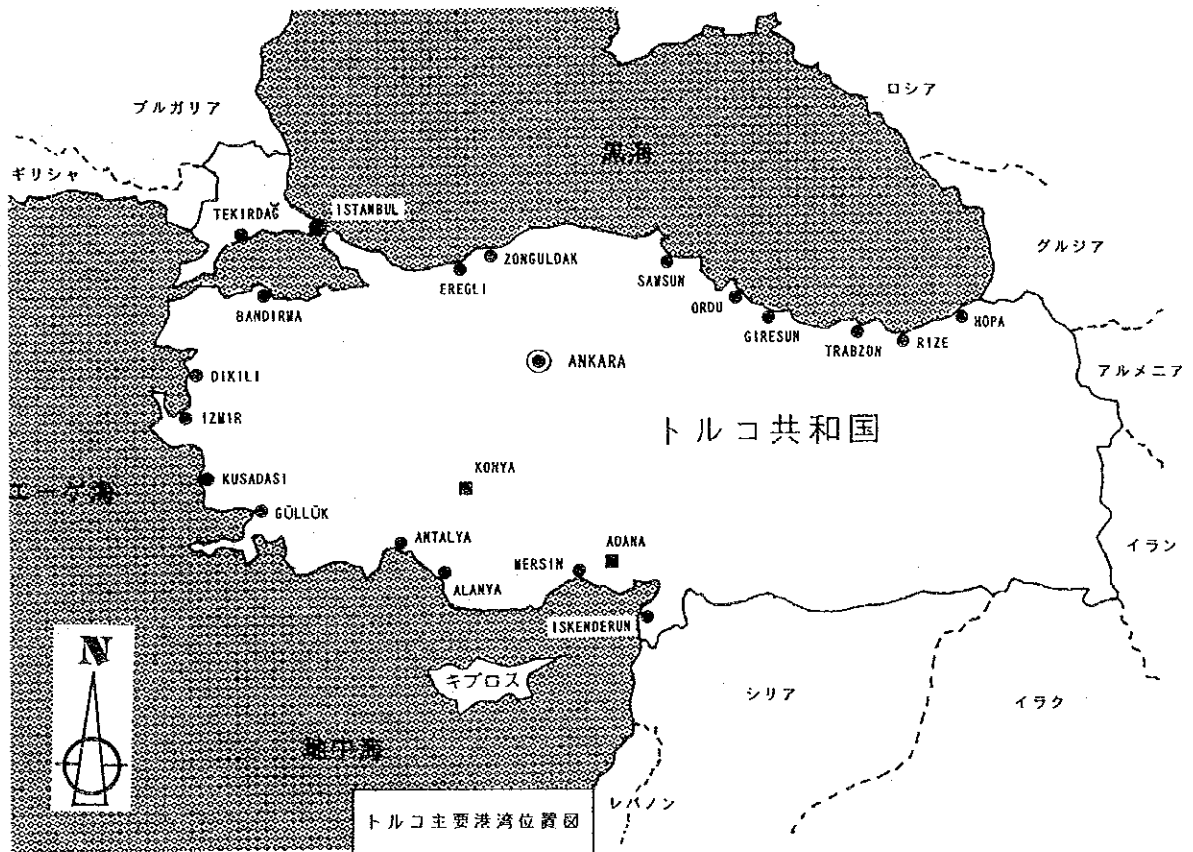 ロシア
ブルガリア
黒海
ギリシャ
TEKIRDAĞ
ISTANBUL
グルジア
ZONGULDAK
SAMSUN
EREGLI
ORDU
BANDIRMA
GIRESUN
HOPA
TRABZON
RIZE
ANKARA
アルメニア
DIKILI
IZMIR
トルコ共和国
KONYA
KUSADASI
エーゲ海
GÜLLÜK
ANTALYA
ADANA
イラン
MERSIN
ALANYA
ISKENDERUN
N
キプロス
シリア
イラク
地中海
レバノン
トルコ主要港湾位置図